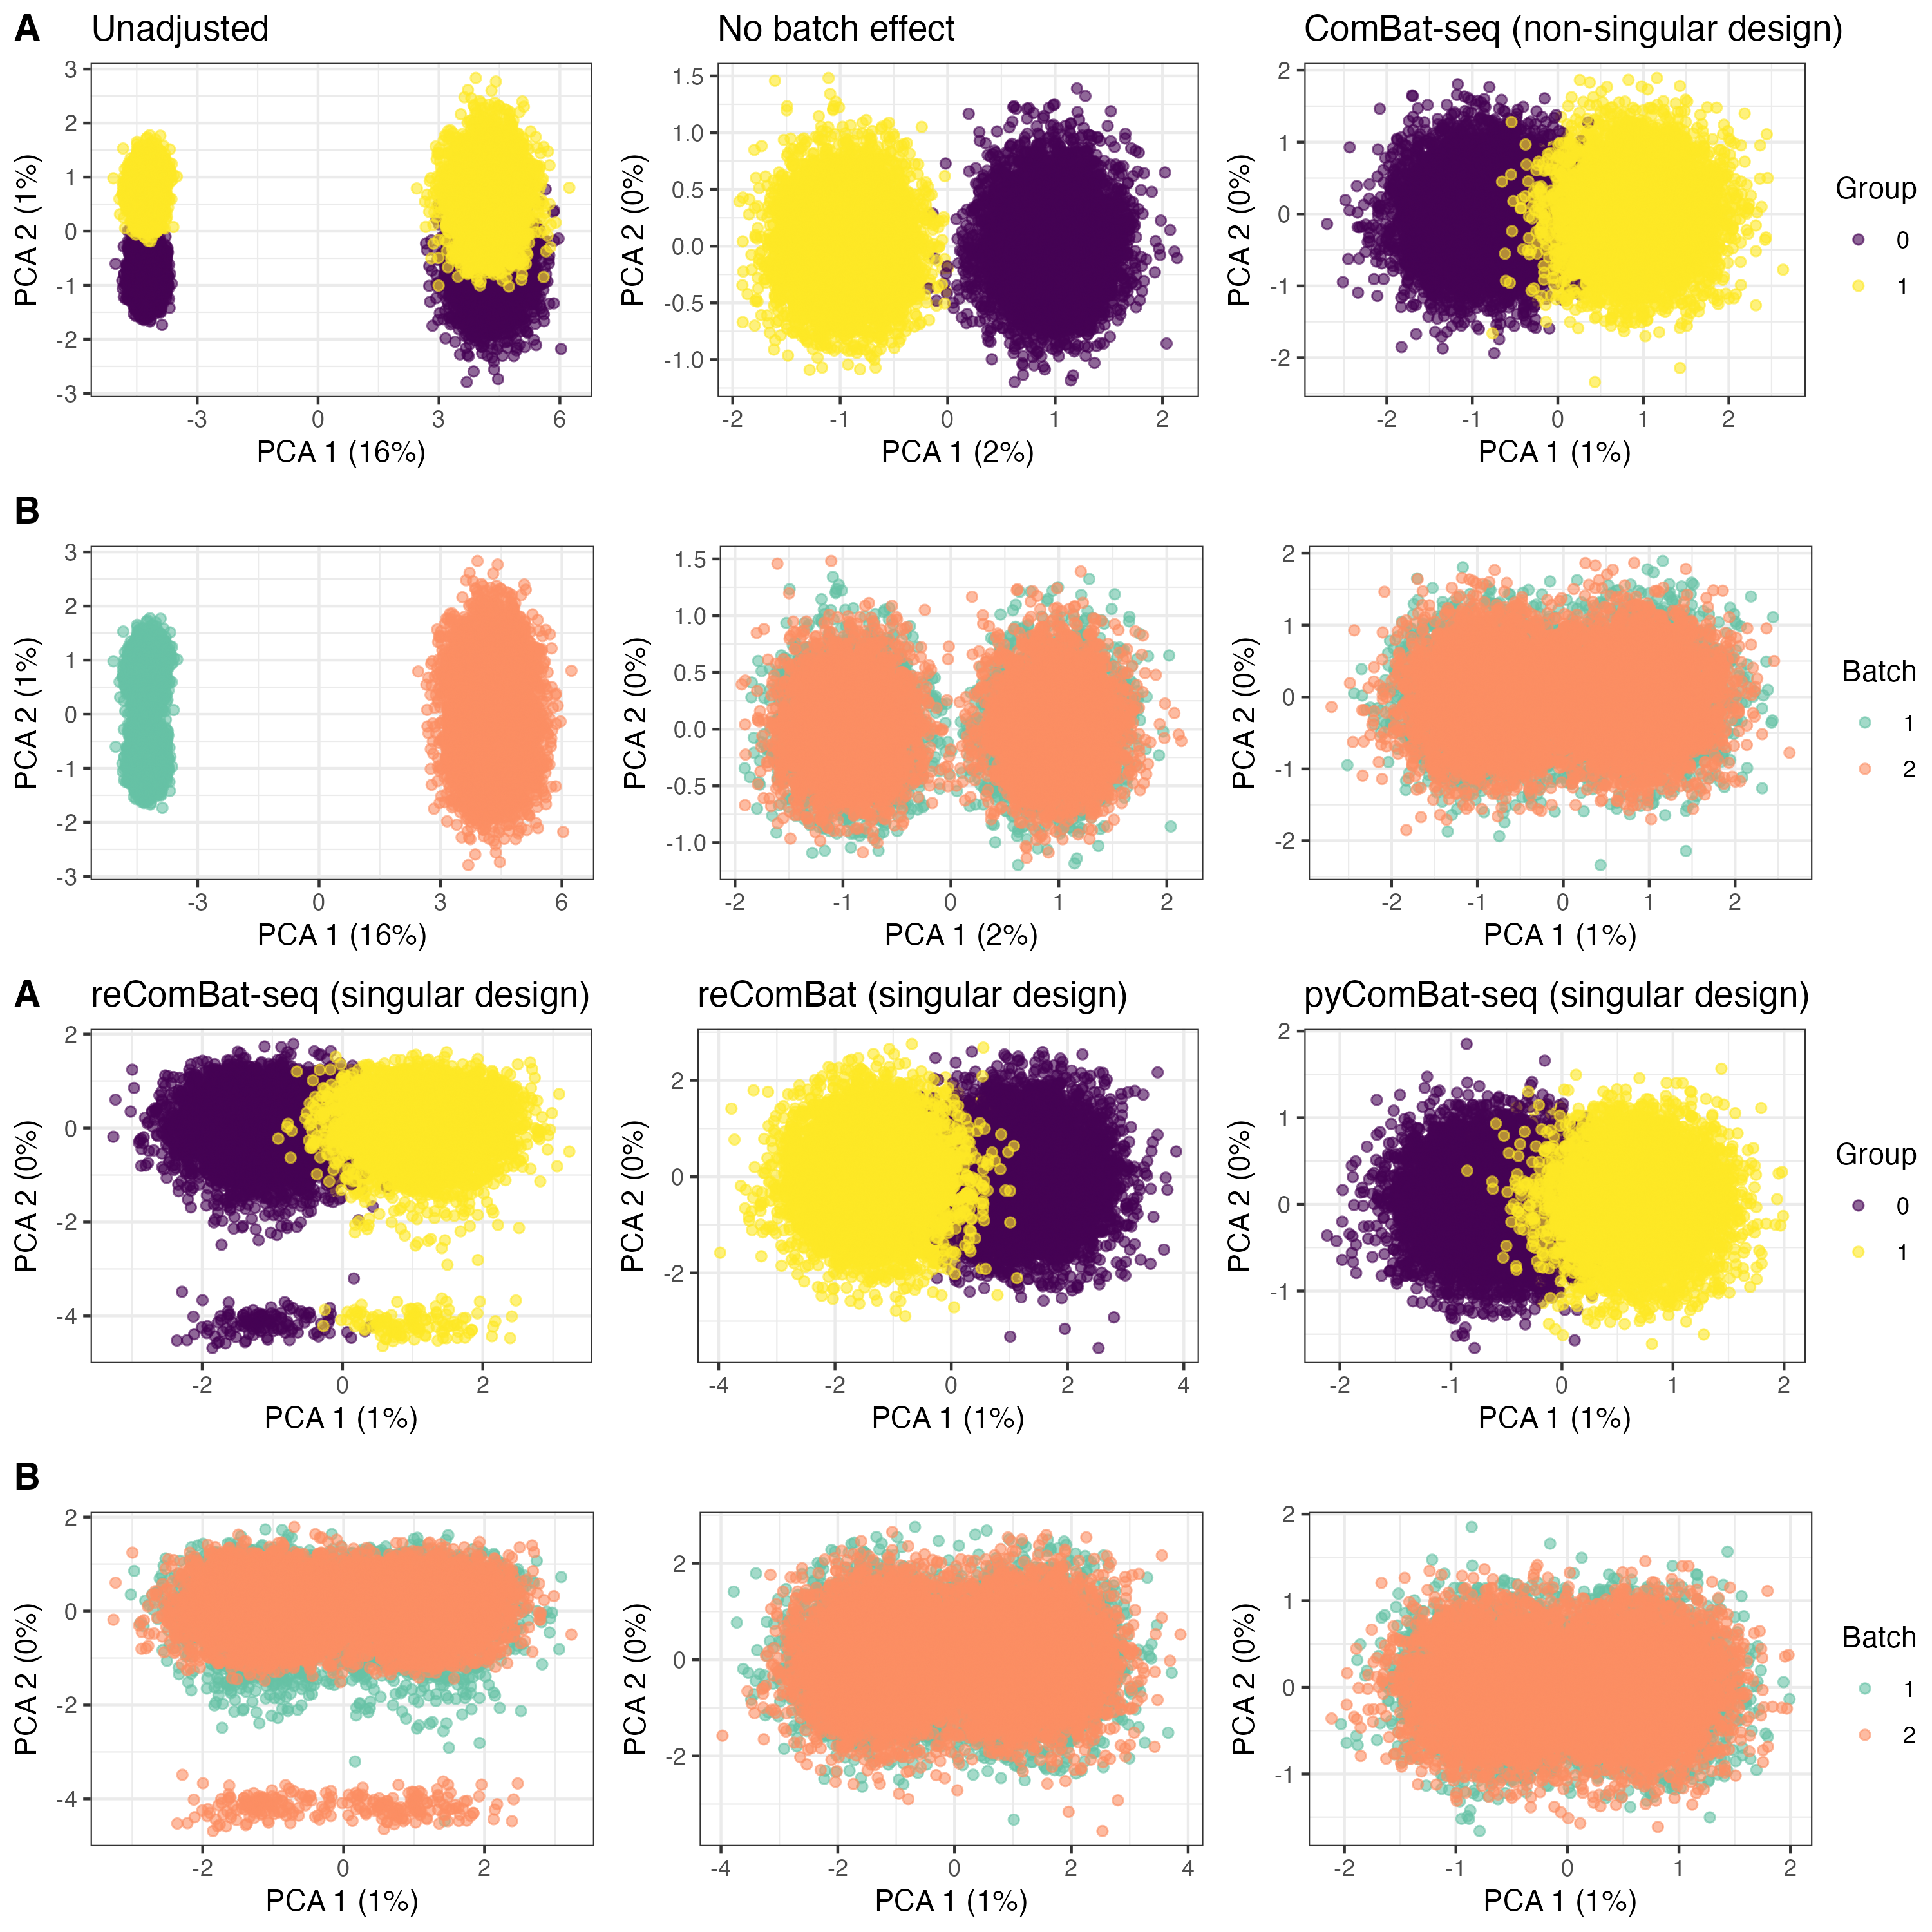 A Unadjusted No batch effect ComBat-seq (non-singular design)
3 2 1 0 -1 -2 -3
PCA 2 (1%)
-3 0 3 6
PCA 1 (16%)
1.5 1.0 0.5 0.0 -0.5 -1.0
PCA 2 (0%)
-2 -1 0 1 2
PCA 1 (2%)
2 1 0 -1 -2
PCA 2 (0%)
-2 -1 0 1 2
PCA 1 (1%)
Group
0
1
B
3 2 1 0 -1 -2 -3
PCA 2 (1%)
-3 0 3 6
PCA 1 (16%)
1.5 1.0 0.5 0.0 -0.5 -1.0
PCA 2 (0%)
-2 -1 0 1 2
PCA 1 (2%)
2 1 0 -1 -2
PCA 2 (0%)
-2 -1 0 1 2
PCA 1 (1%)
Batch
1
2
A reComBat-seq (singular design) reComBat (singular design) pyComBat-seq (singular design)
2 0 -2 -4
PCA 2 (0%)
-2 0 2
PCA 1 (1%)
2 0 -2
PCA 2 (0%)
-4 -2 0 2 4
PCA 1 (1%)
2 1 0 -1
PCA 2 (0%)
-2 -1 0 1 2
PCA 1 (1%)
Group
0
1
B
2 0 -2 -4
PCA 2 (0%)
-2 0 2
PCA 1 (1%)
2 0 -2
PCA 2 (0%)
-4 -2 0 2 4
PCA 1 (1%)
2 1 0 -1
PCA 2 (0%)
-2 -1 0 1 2
PCA 1 (1%)
Batch
1
2